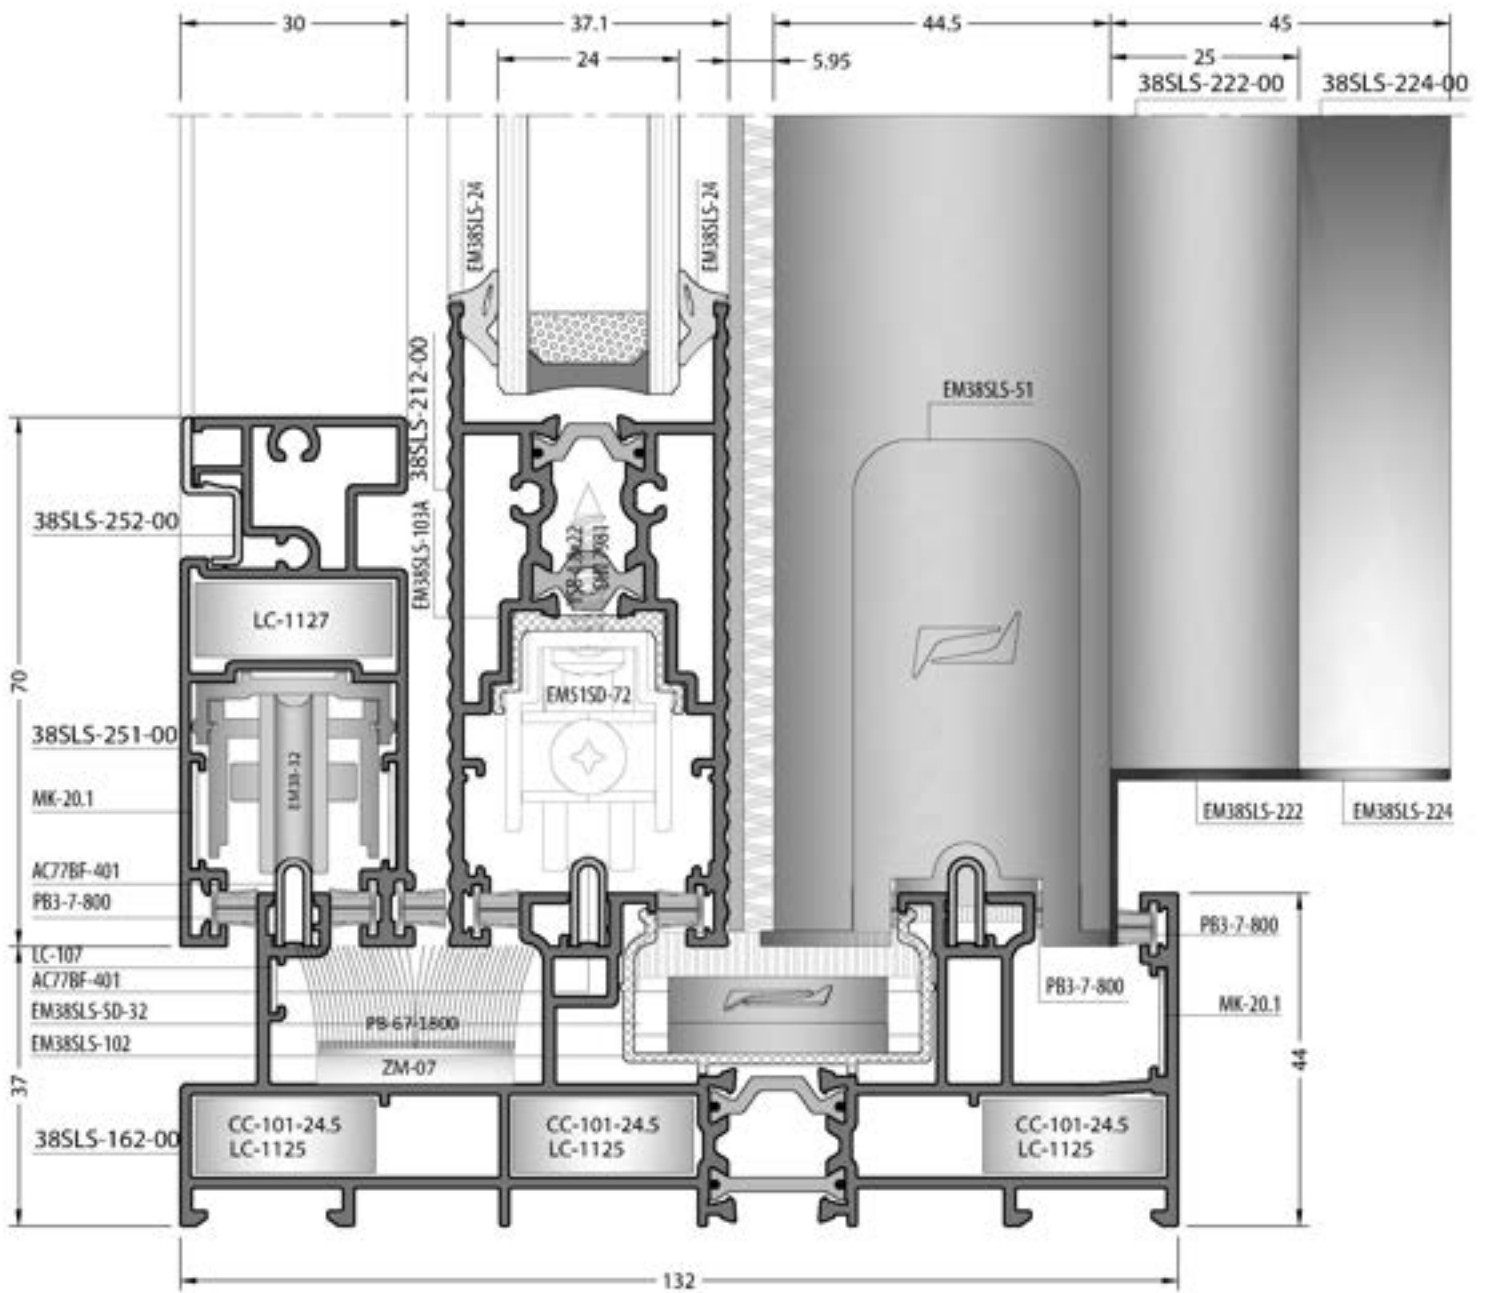 30
37.1
44.5
45
24
5.95
25
38SLS-222-00
38SLS-224-00
EM38SLS-24
EM38SLS-24
38SLS-212-00
EM38SLS-51
38SLS-252-00
EM38SLS-103A
LC-1127
70
EM51SD-72
38SLS-251-00
EM38-32
MK-20.1
EM38SLS-222
EM38SLS-224
AC77BF-401
PB3-7-800
PB3-7-800
LC-107
AC77BF-401
PB3-7-800
EM38SLS-SD-32
PB-67-1800
MK-20.1
EM38SLS-102
ZM-07
37
44
38SLS-162-00
CC-101-24.5
LC-1125
CC-101-24.5
LC-1125
CC-101-24.5
LC-1125
132